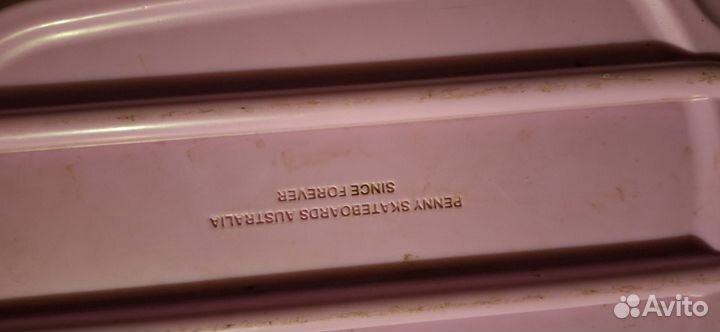 PENNY SKATEBOARDS AUSTRALIA
SINCE FOREVER
Avito